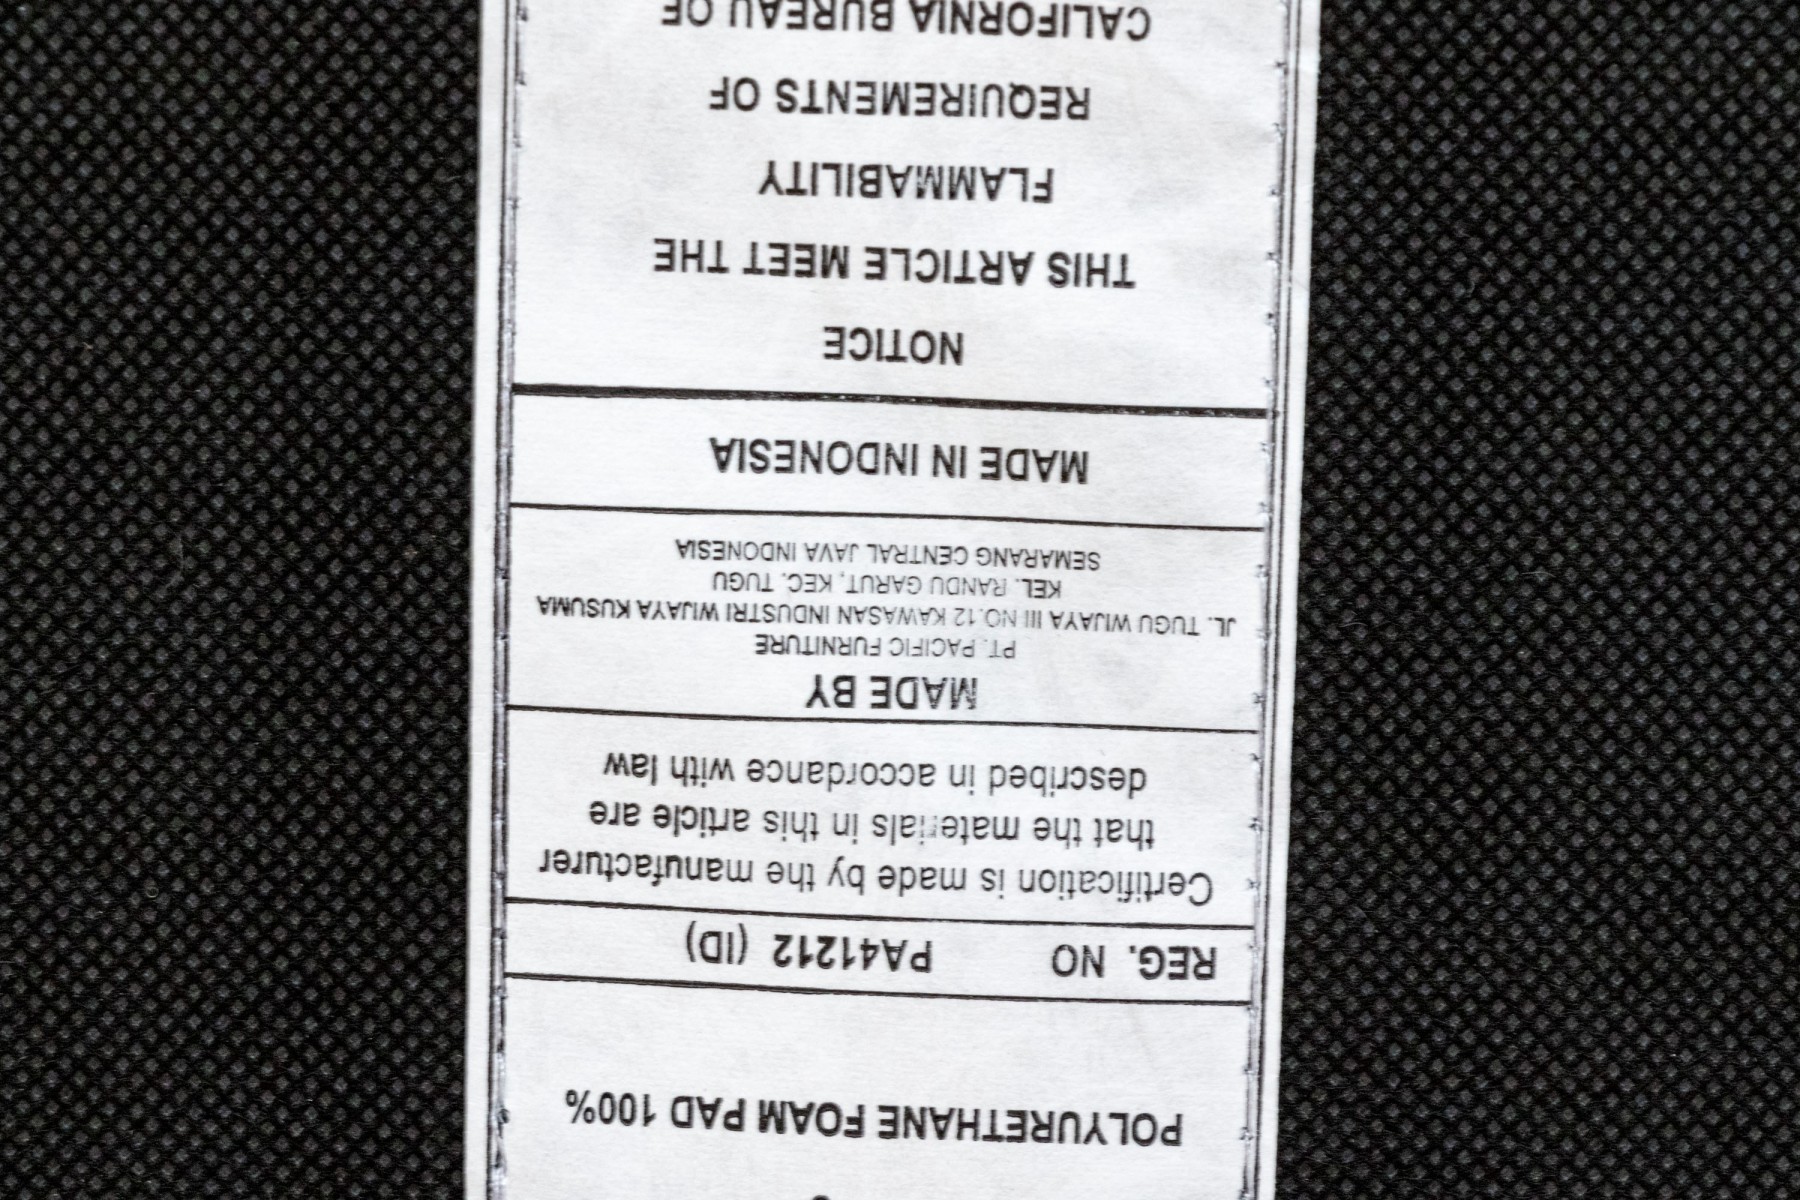 POLYURETHANE FOAM PAD 100%
REG. NO PA41212 (ID)
Certification is made by the manufacturer
that the materials in this article are
described in accordance with law
MADE BY
PT. PACIFIC FURNITURE
JL. TUGU WIJAYA III NO.12 KAWASAN INDUSTRI WIJAYA KUSUMA
KEL. RANDU GARUT, KEC. TUGU
SEMARANG CENTRAL JAVA INDONESIA
MADE IN INDONESIA
NOTICE
THIS ARTICLE MEET THE
FLAMMABILITY
REQUIREMENTS OF
CALIFORNIA BUREAU OF